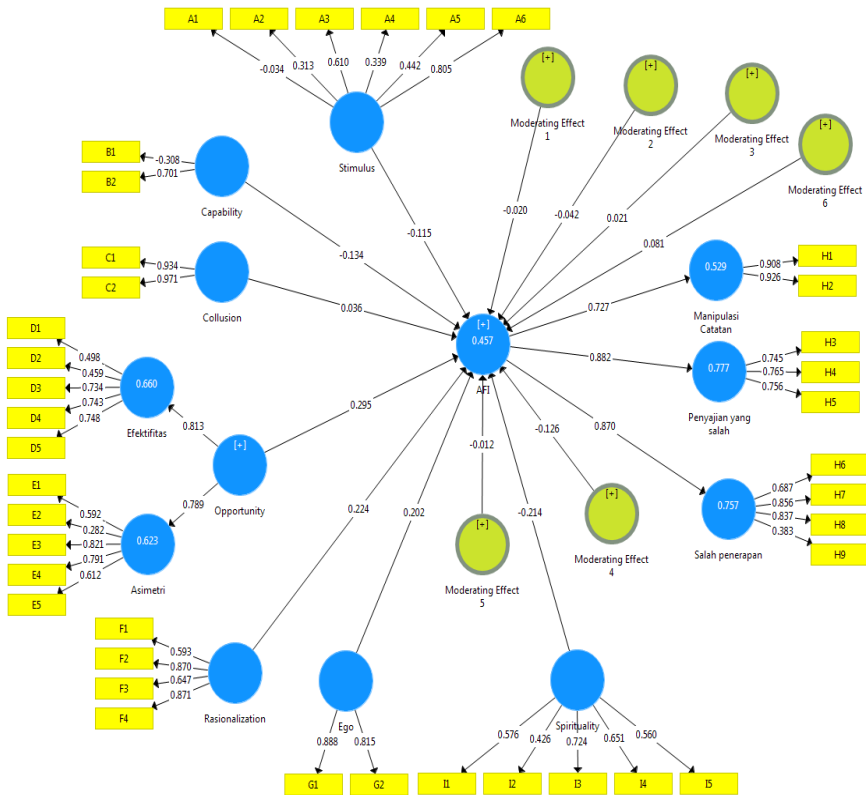 A1
A2
A3
A4
A5
A6
-0.034
0.313
0.610
0.339
0.442
0.805
Stimulus
[+]
Moderating Effect
1
[+]
Moderating Effect
2
[+]
Moderating Effect
3
[+]
Moderating Effect
6
B1
B2
-0.308
0.701
Capability
C1
C2
0.934
0.971
Collusion
-0.115
-0.134
0.036
-0.020
-0.042
0.021
0.081
[+]
0.457
AFI
0.727
0.882
0.870
0.529
Manipulasi
Catatan
0.908
0.926
H1
H2
0.777
Penyajian yang
salah
0.745
0.765
0.756
H3
H4
H5
0.757
Salah penerapan
0.687
0.856
0.837
0.383
H6
H7
H8
H9
D1
D2
D3
D4
D5
0.498
0.459
0.734
0.743
0.748
0.660
Efektifitas
0.813
[+]
Opportunity
0.295
0.789
E1
E2
E3
E4
E5
0.592
0.282
0.821
0.791
0.612
0.623
Asimetri
0.224
0.202
-0.012
-0.126
-0.214
[+]
Moderating Effect
5
[+]
Moderating Effect
4
F1
F2
F3
F4
0.593
0.870
0.647
0.871
Rasionalization
Ego
0.888
0.815
G1
G2
Spirituality
0.576
0.426
0.724
0.651
0.560
I1
I2
I3
I4
I5